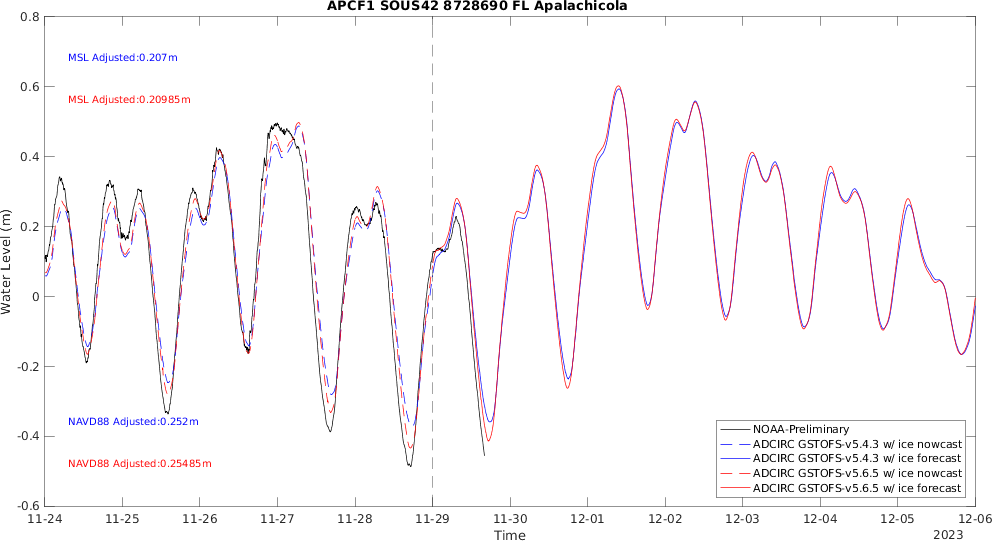 APCF1 SOUS42 8728690 FL Apalachicola
0.8
0.6
0.4
0.2
0
-0.2
-0.4
-0.6
Water Level (m)
MSL Adjusted:0.207m
MSL Adjusted:0.20985m
NAVD88 Adjusted:0.252m
NAVD88 Adjusted:0.25485m
NOAA-Preliminary
ADCIRC GSTOFS-v5.4.3 w/ ice nowcast
ADCIRC GSTOFS-v5.4.3 w/ ice forecast
ADCIRC GSTOFS-v5.6.5 w/ ice nowcast
ADCIRC GSTOFS-v5.6.5 w/ ice forecast
11-24 11-25 11-26 11-27 11-28 11-29 11-30 12-01 12-02 12-03 12-04 12-05 12-06
Time
2023